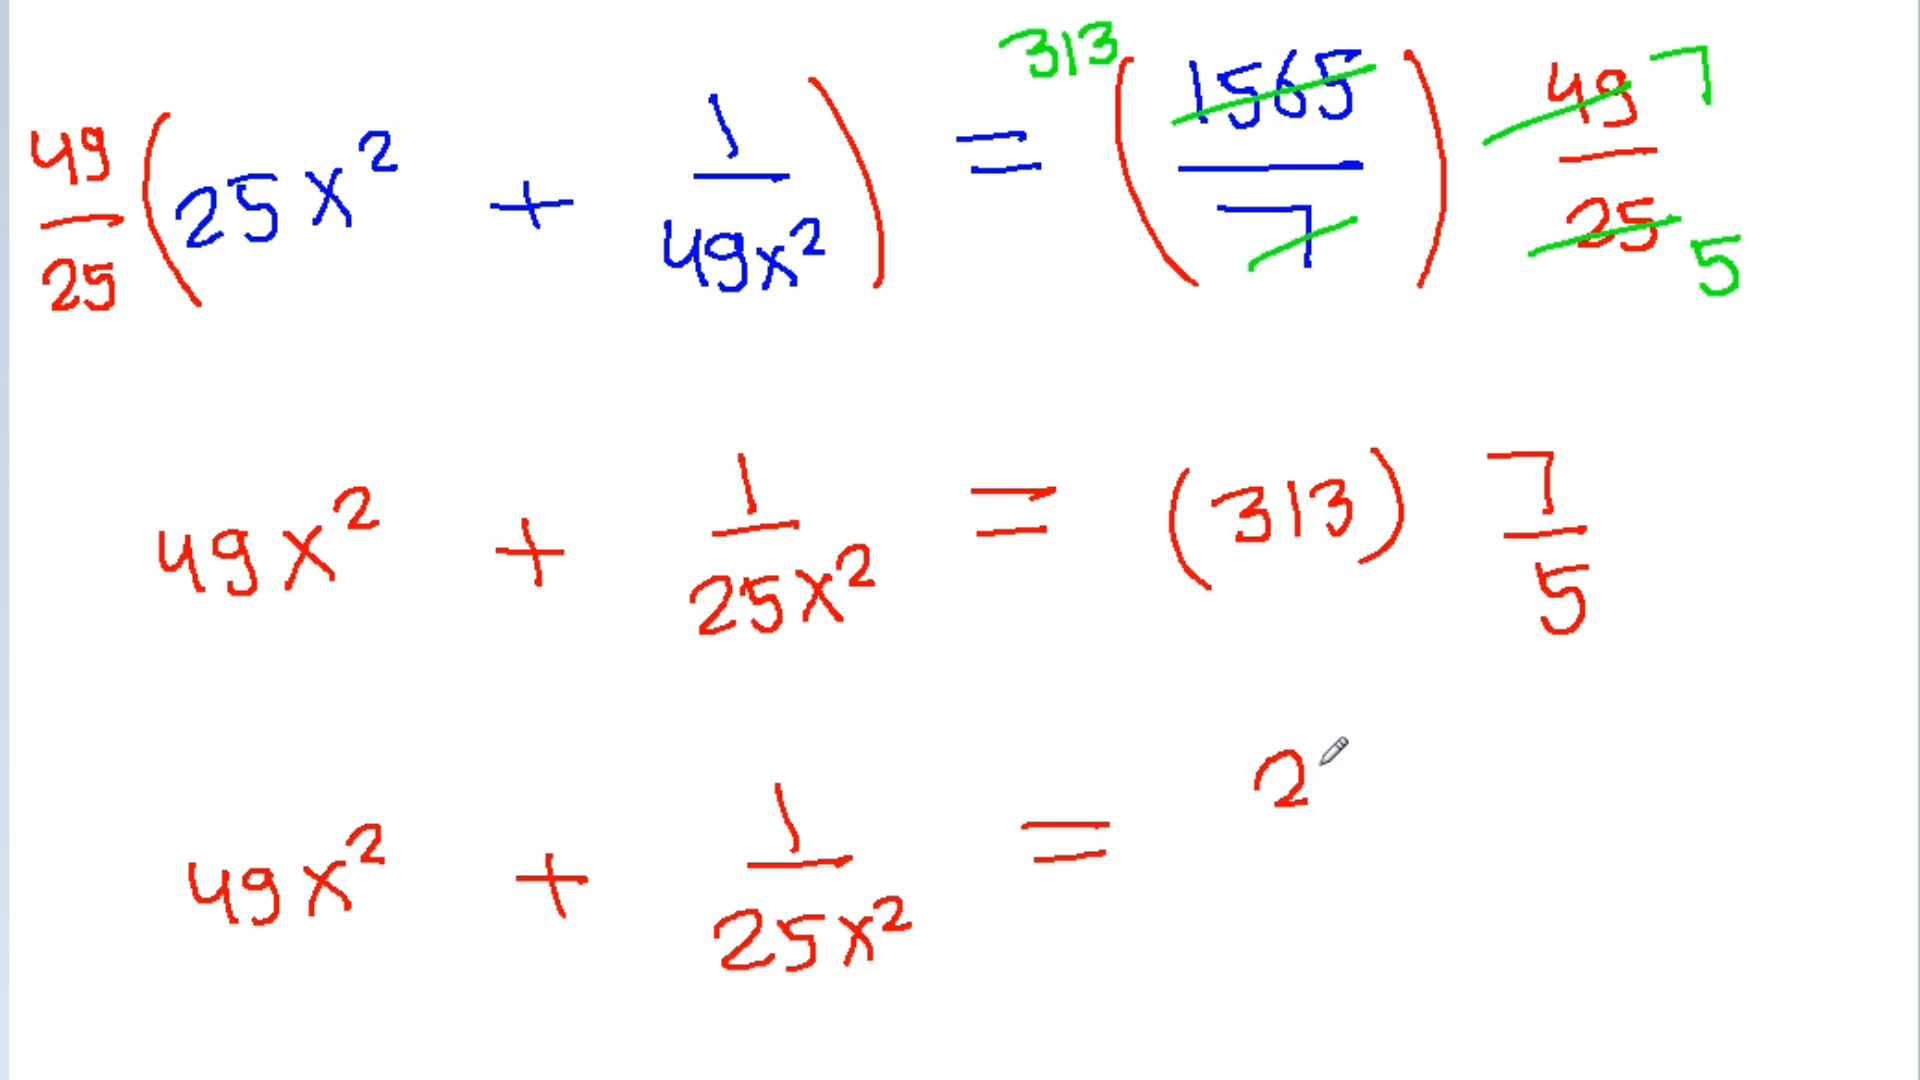 49/25 (25x² + 1/49x²) = 313 (1565/7) 49/25 7 5
49x² + 1/25x² = (313) 7/5
49x² + 1/25x² = 2